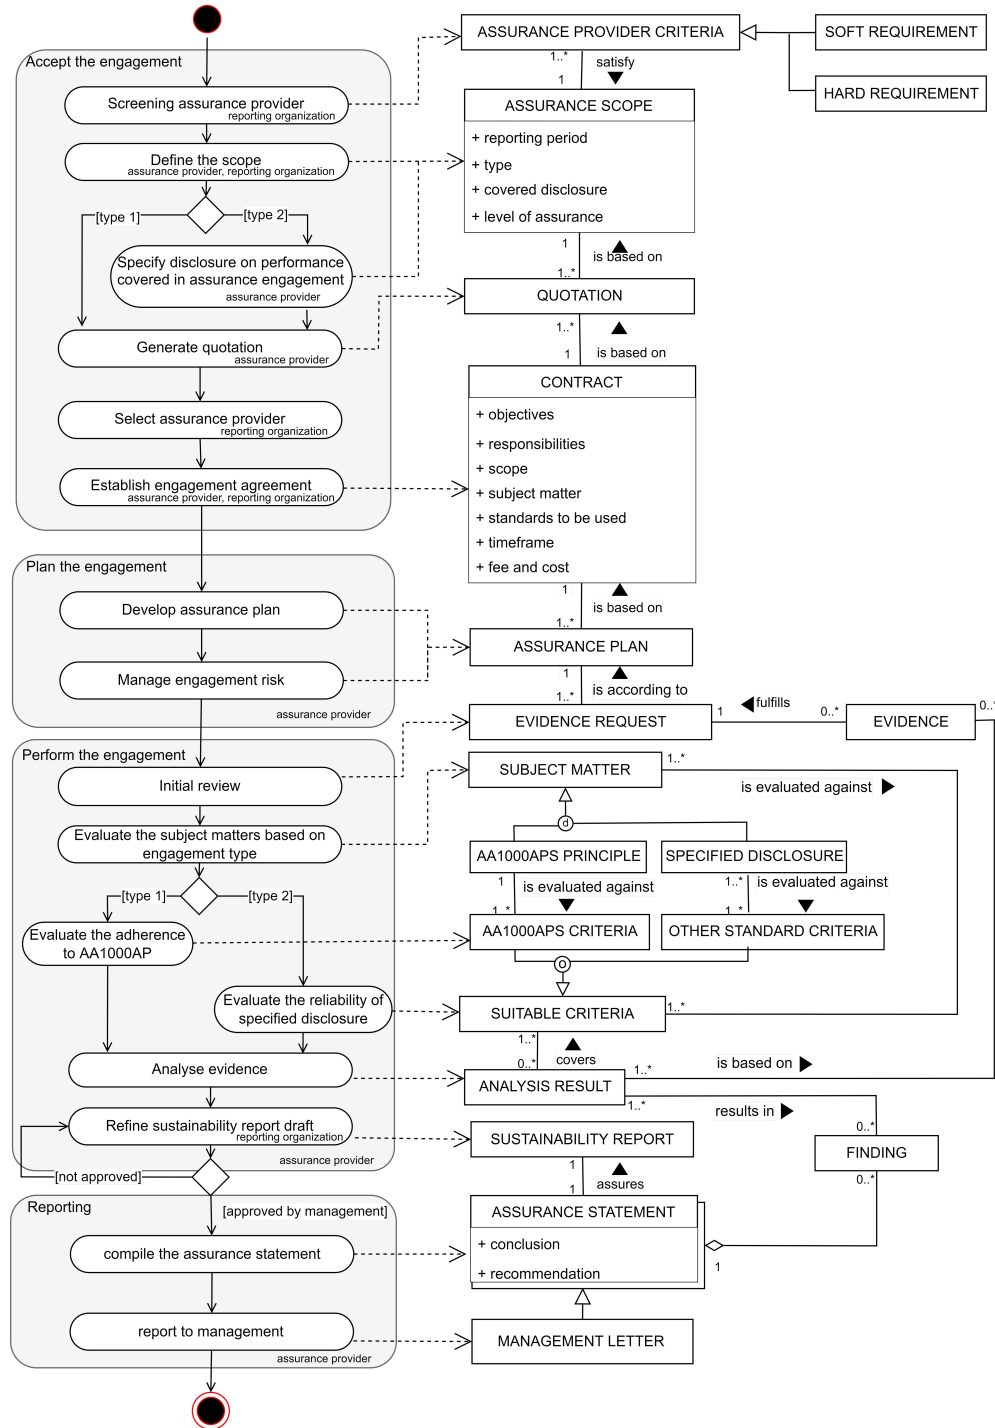 Accept the engagement
Screening assurance provider
reporting organization
Define the scope
assurance provider, reporting organization
[type 1]
[type 2]
Specify disclosure on performance
covered in assurance engagement
assurance provider
Generate quotation
assurance provider
Select assurance provider
reporting organization
Establish engagement agreement
assurance provider, reporting organization
Plan the engagement
Develop assurance plan
Manage engagement risk
assurance provider
Perform the engagement
Initial review
Evaluate the subject matters based on
engagement type
[type 1]
[type 2]
Evaluate the adherence
to AA1000AP
Evaluate the reliability of
specified disclosure
Analyse evidence
Refine sustainability report draft
reporting organization
assurance provider
[not approved]
Reporting
[approved by management]
compile the assurance statement
report to management
assurance provider
ASSURANCE PROVIDER CRITERIA
SOFT REQUIREMENT
HARD REQUIREMENT
1..*
satisfy
1
ASSURANCE SCOPE
+ reporting period
+ type
+ covered disclosure
+ level of assurance
1
is based on
1..*
QUOTATION
1..*
is based on
1
CONTRACT
+ objectives
+ responsibilities
+ scope
+ subject matter
+ standards to be used
+ timeframe
+ fee and cost
1
is based on
1..*
ASSURANCE PLAN
1
is according to
1..*
EVIDENCE REQUEST
1
fulfills
0..*
EVIDENCE
0..*
SUBJECT MATTER
1..*
is evaluated against
d
AA1000APS PRINCIPLE
SPECIFIED DISCLOSURE
1
is evaluated against
1..*
1..*
is evaluated against
1..*
AA1000APS CRITERIA
OTHER STANDARD CRITERIA
O
SUITABLE CRITERIA
1..*
1..*
covers
0..*
ANALYSIS RESULT
1..*
is based on
1..*
results in
0..*
SUSTAINABILITY REPORT
FINDING
1
assures
1
0..*
ASSURANCE STATEMENT
+ conclusion
+ recommendation
1
MANAGEMENT LETTER